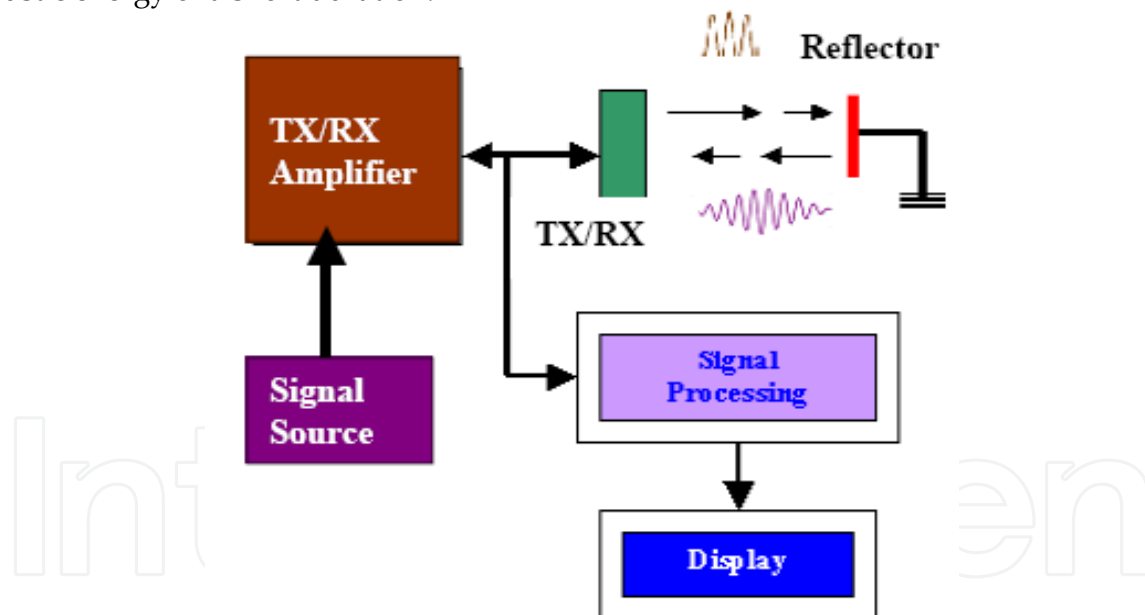 Reflector
TX/RX
Amplifier
TX/RX
Signal
Processing
Signal
Source
Display